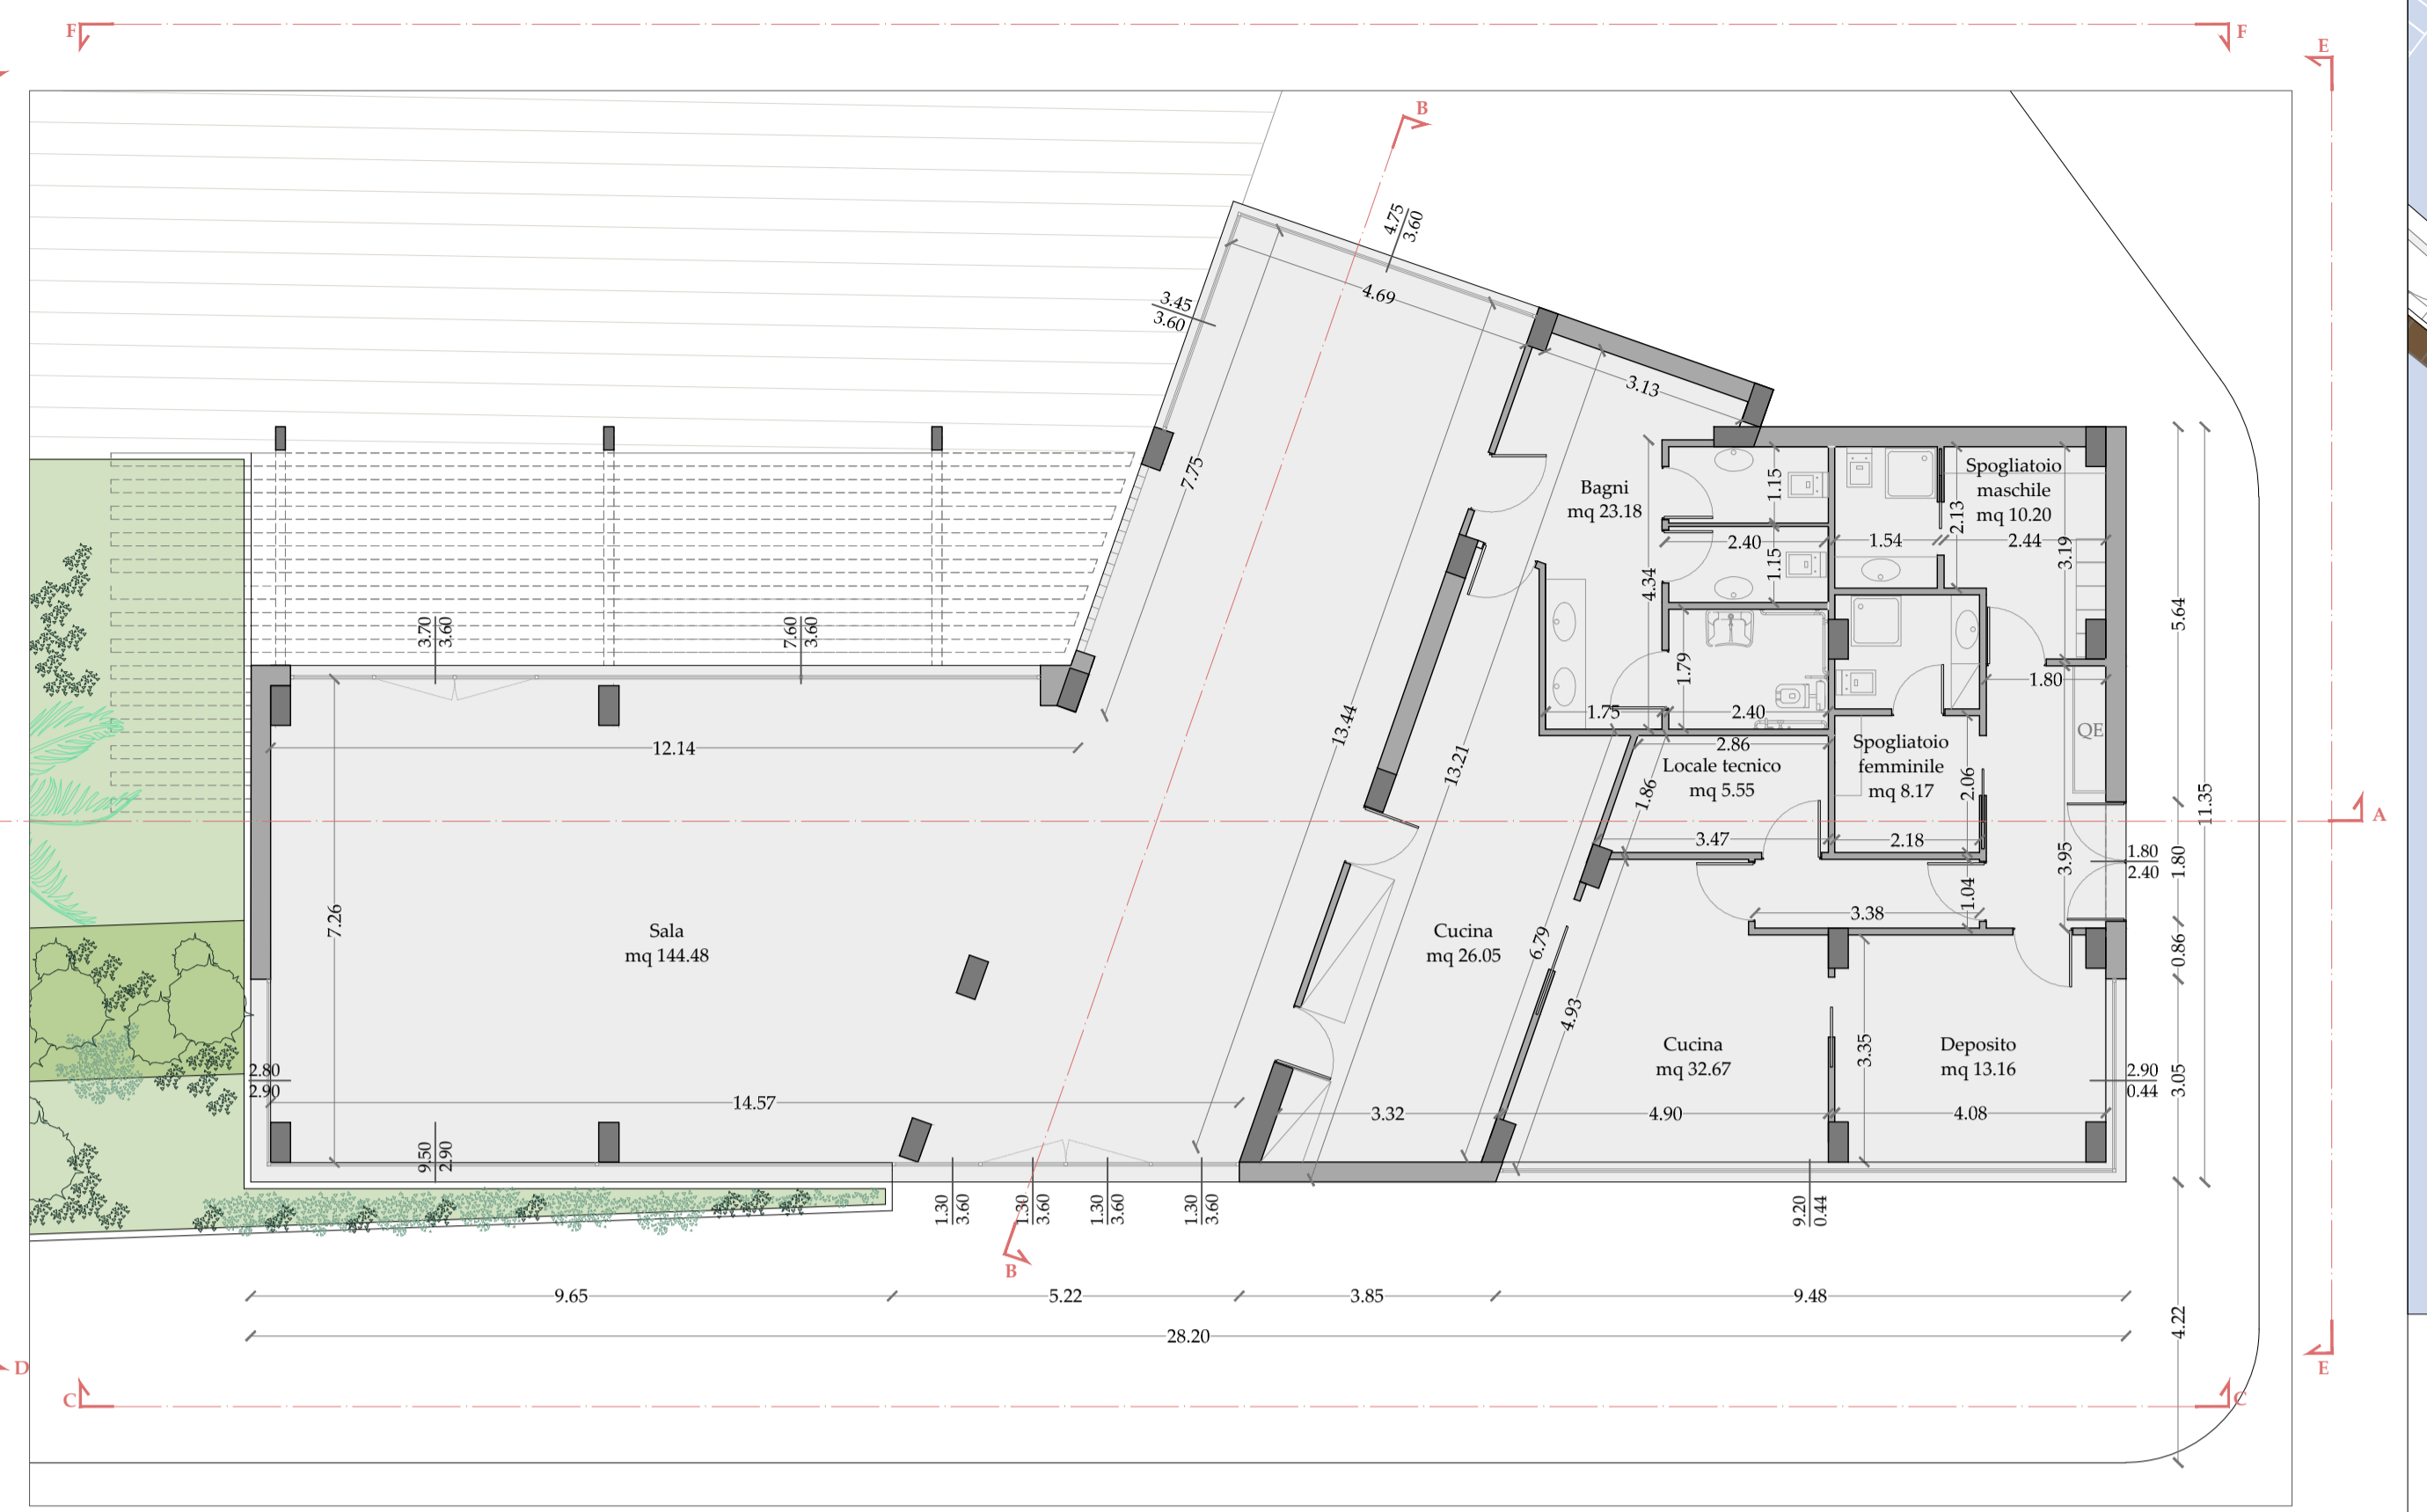 F
F
E
B
4.75
3.60
4.69
3.45
3.60
3.13
7.75
Bagni
mq 23.18
1.15
Spogliatoio
maschile
mq 10.20
2.13
2.40
1.54
2.44
3.19
1.15
4.34
5.64
3.70
3.60
7.60
3.60
1.79
1.80
1.75
2.40
12.14
13.44
13.21
2.86
QE
Locale tecnico
mq 5.55
Spogliatoio
femminile
mq 8.17
1.86
2.06
11.35
A
3.47
2.18
1.80
2.40
1.80
3.95
7.26
1.04
3.38
Sala
mq 144.48
Cucina
mq 26.05
6.79
0.86
4.93
Cucina
mq 32.67
3.35
Deposito
mq 13.16
2.80
2.90
2.90
0.44
3.05
14.57
3.32
4.90
4.08
9.50
2.90
1.30
3.60
1.30
3.60
1.30
3.60
1.30
3.60
9.20
0.44
B
9.65
5.22
3.85
9.48
4.22
28.20
D
E
C
C